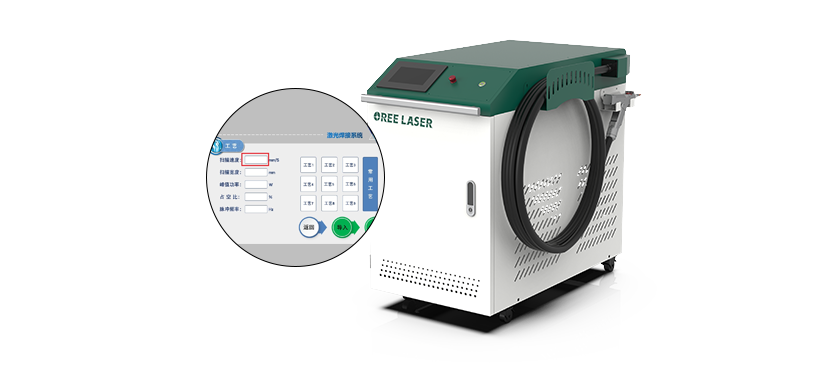 OREE LASER
激光焊接系统
工艺
扫描速度: mm/S
扫描宽度: mm
峰值功率: W
占空比: %
脉冲频率: Hz
工艺1 工艺2 工艺3
工艺4 工艺5 工艺6
工艺7 工艺8 工艺9
常用工艺
返回 导入